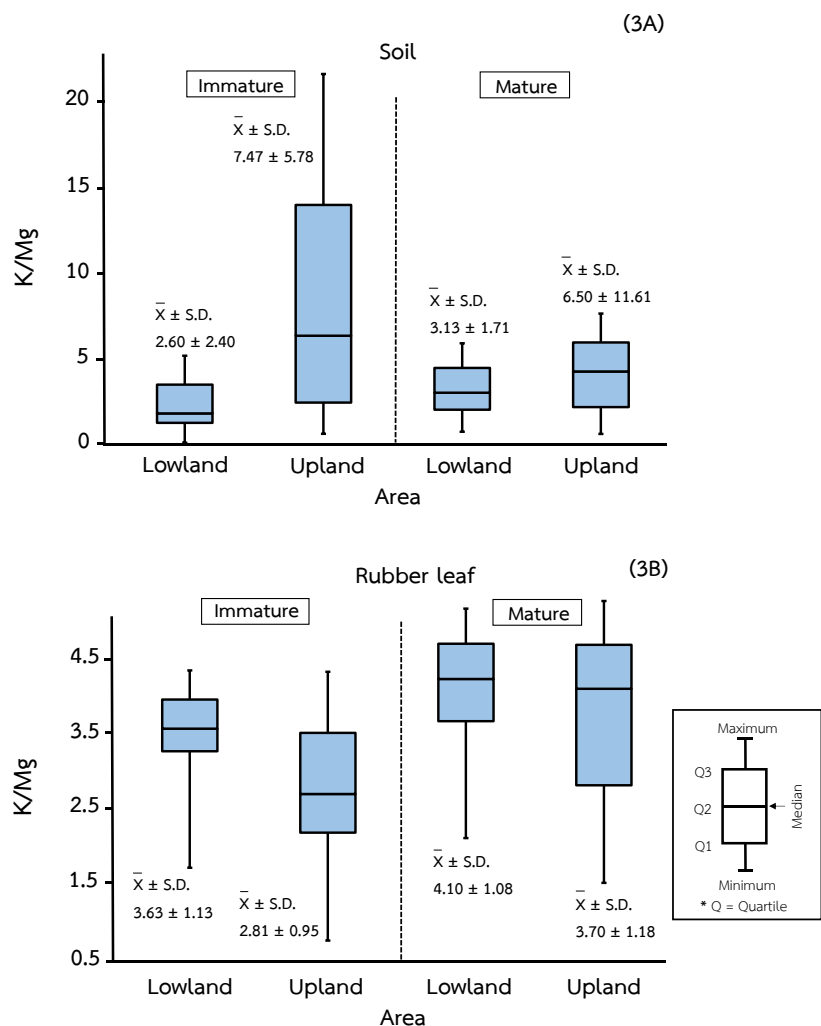 (3A)
Soil
Immature
Mature
X̄ ± S.D.
7.47 ± 5.78
X̄ ± S.D.
2.60 ± 2.40
X̄ ± S.D.
3.13 ± 1.71
X̄ ± S.D.
6.50 ± 11.61
K/Mg
20
15
10
5
0
Lowland
Upland
Lowland
Upland
Area
(3B)
Rubber leaf
Immature
Mature
K/Mg
4.5
3.5
2.5
1.5
0.5
X̄ ± S.D.
3.63 ± 1.13
X̄ ± S.D.
2.81 ± 0.95
X̄ ± S.D.
4.10 ± 1.08
X̄ ± S.D.
3.70 ± 1.18
Lowland
Upland
Lowland
Upland
Area
Maximum
Q3
Q2
Q1
Median
Minimum
* Q = Quartile